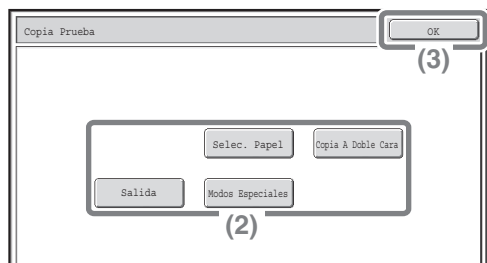 Copia Prueba
OK
(3)
Selec. Papel
Copia A Doble Cara
Salida
Modos Especiales
(2)